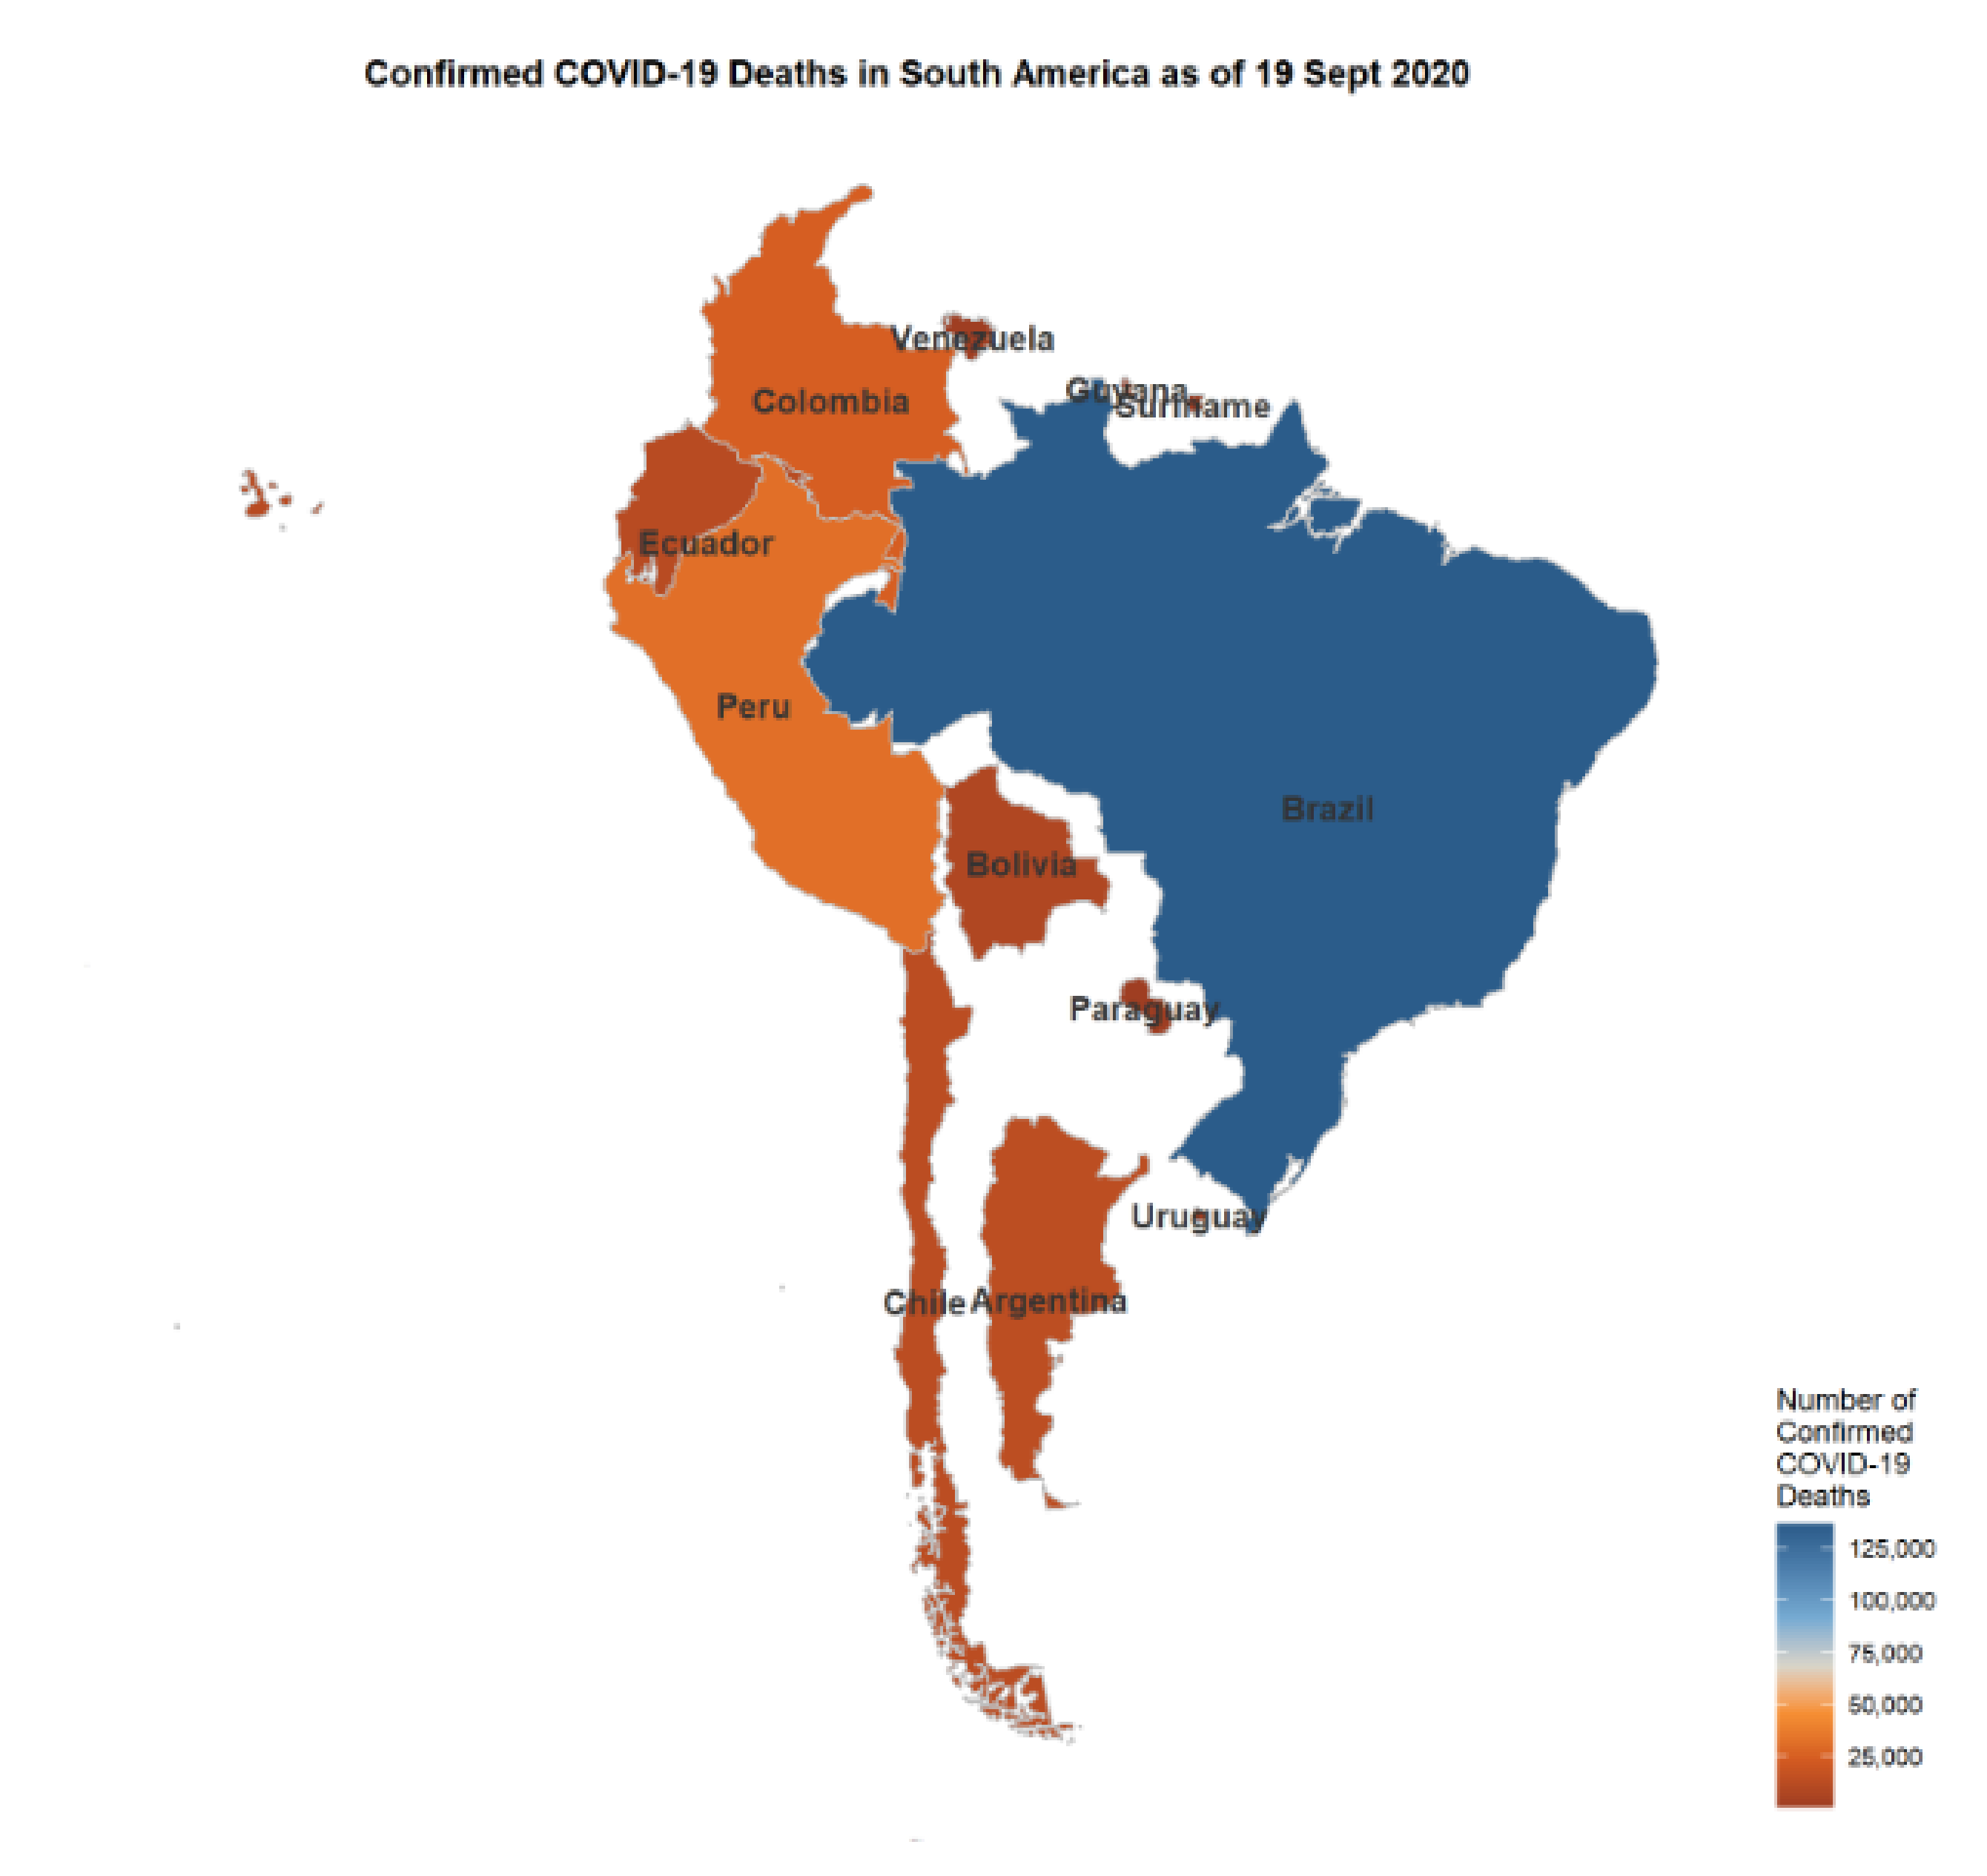 Confirmed COVID-19 Deaths in South America as of 19 Sept 2020
Venezuela
Guyana
Suriname
Colombia
Ecuador
Peru
Brazil
Bolivia
Paraguay
Uruguay
Chile
Argentina
Number of
Confirmed
COVID-19
Deaths
125,000
100,000
75,000
50,000
25,000